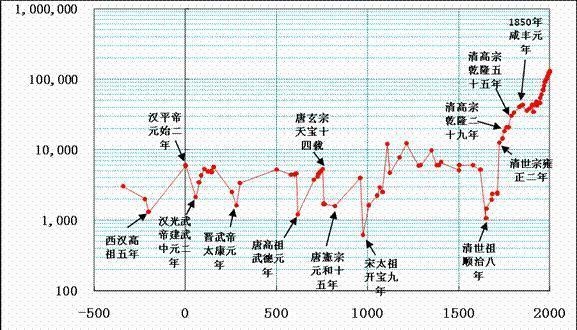 1,000,000
100,000
10,000
1,000
100
-500
0
500
1000
1500
2000
西汉高
祖五年
汉平帝
元始二
年
汉光武
帝建武
中元二
年
晋武帝
太康元
年
唐高祖
武德元
年
唐玄宗
天宝十
四载
唐宪宗
元和十
五年
宋太祖
开宝九
年
清世祖
顺拾八
年
清世宗雍
正二年
清高宗
乾隆二
十九年
清高宗
乾隆五
十五年
1850年
咸丰元
年